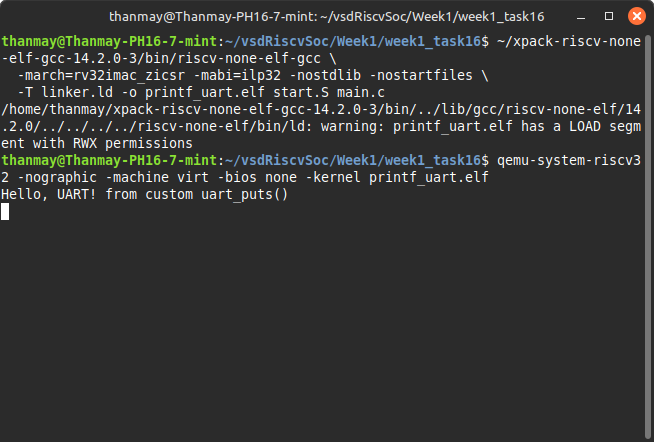 thanmay@Thanmay-PH16-7-mint: ~/vsdRiscvSoc/Week1/week1_task16
thanmay@Thanmay-PH16-7-mint:~/vsdRiscvSoc/Week1/week1_task16$ ~/xpack-riscv-none
-elf-gcc-14.2.0-3/bin/riscv-none-elf-gcc \
  -march=rv32imac_zicsr -mabi=ilp32 -nostdlib -nostartfiles \
  -T linker.ld -o printf_uart.elf start.S main.c
/home/thanmay/xpack-riscv-none-elf-gcc-14.2.0-3/bin/../lib/gcc/riscv-none-elf/14
.2.0/../../../../riscv-none-elf/bin/ld: warning: printf_uart.elf has a LOAD segm
ent with RWX permissions
thanmay@Thanmay-PH16-7-mint:~/vsdRiscvSoc/Week1/week1_task16$ qemu-system-riscv3
2 -nographic -machine virt -bios none -kernel printf_uart.elf
Hello, UART! from custom uart_puts()